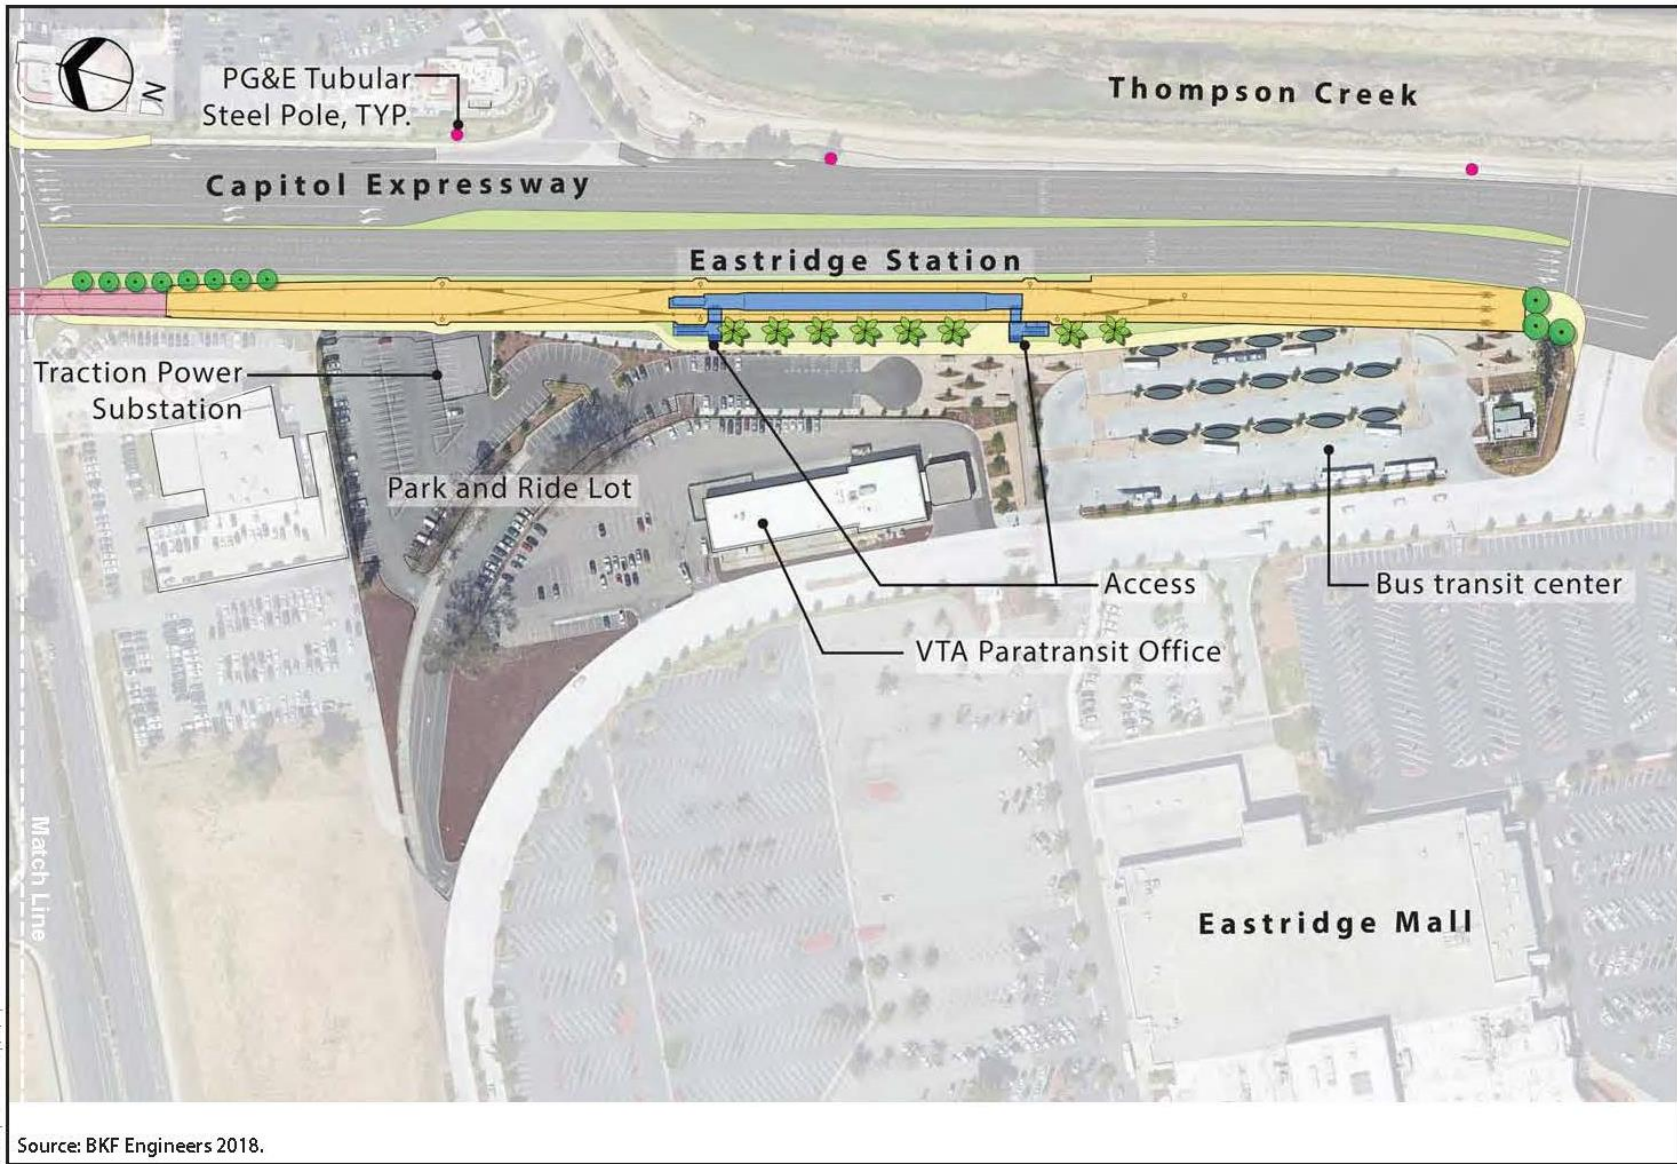 N
PG&E Tubular
Steel Pole, TYP.
Thompson Creek
Capitol Expressway
Eastridge Station
Traction Power
Substation
Park and Ride Lot
Access
Bus transit center
VTA Paratransit Office
Match Line
Eastridge Mall
Source: BKF Engineers 2018.